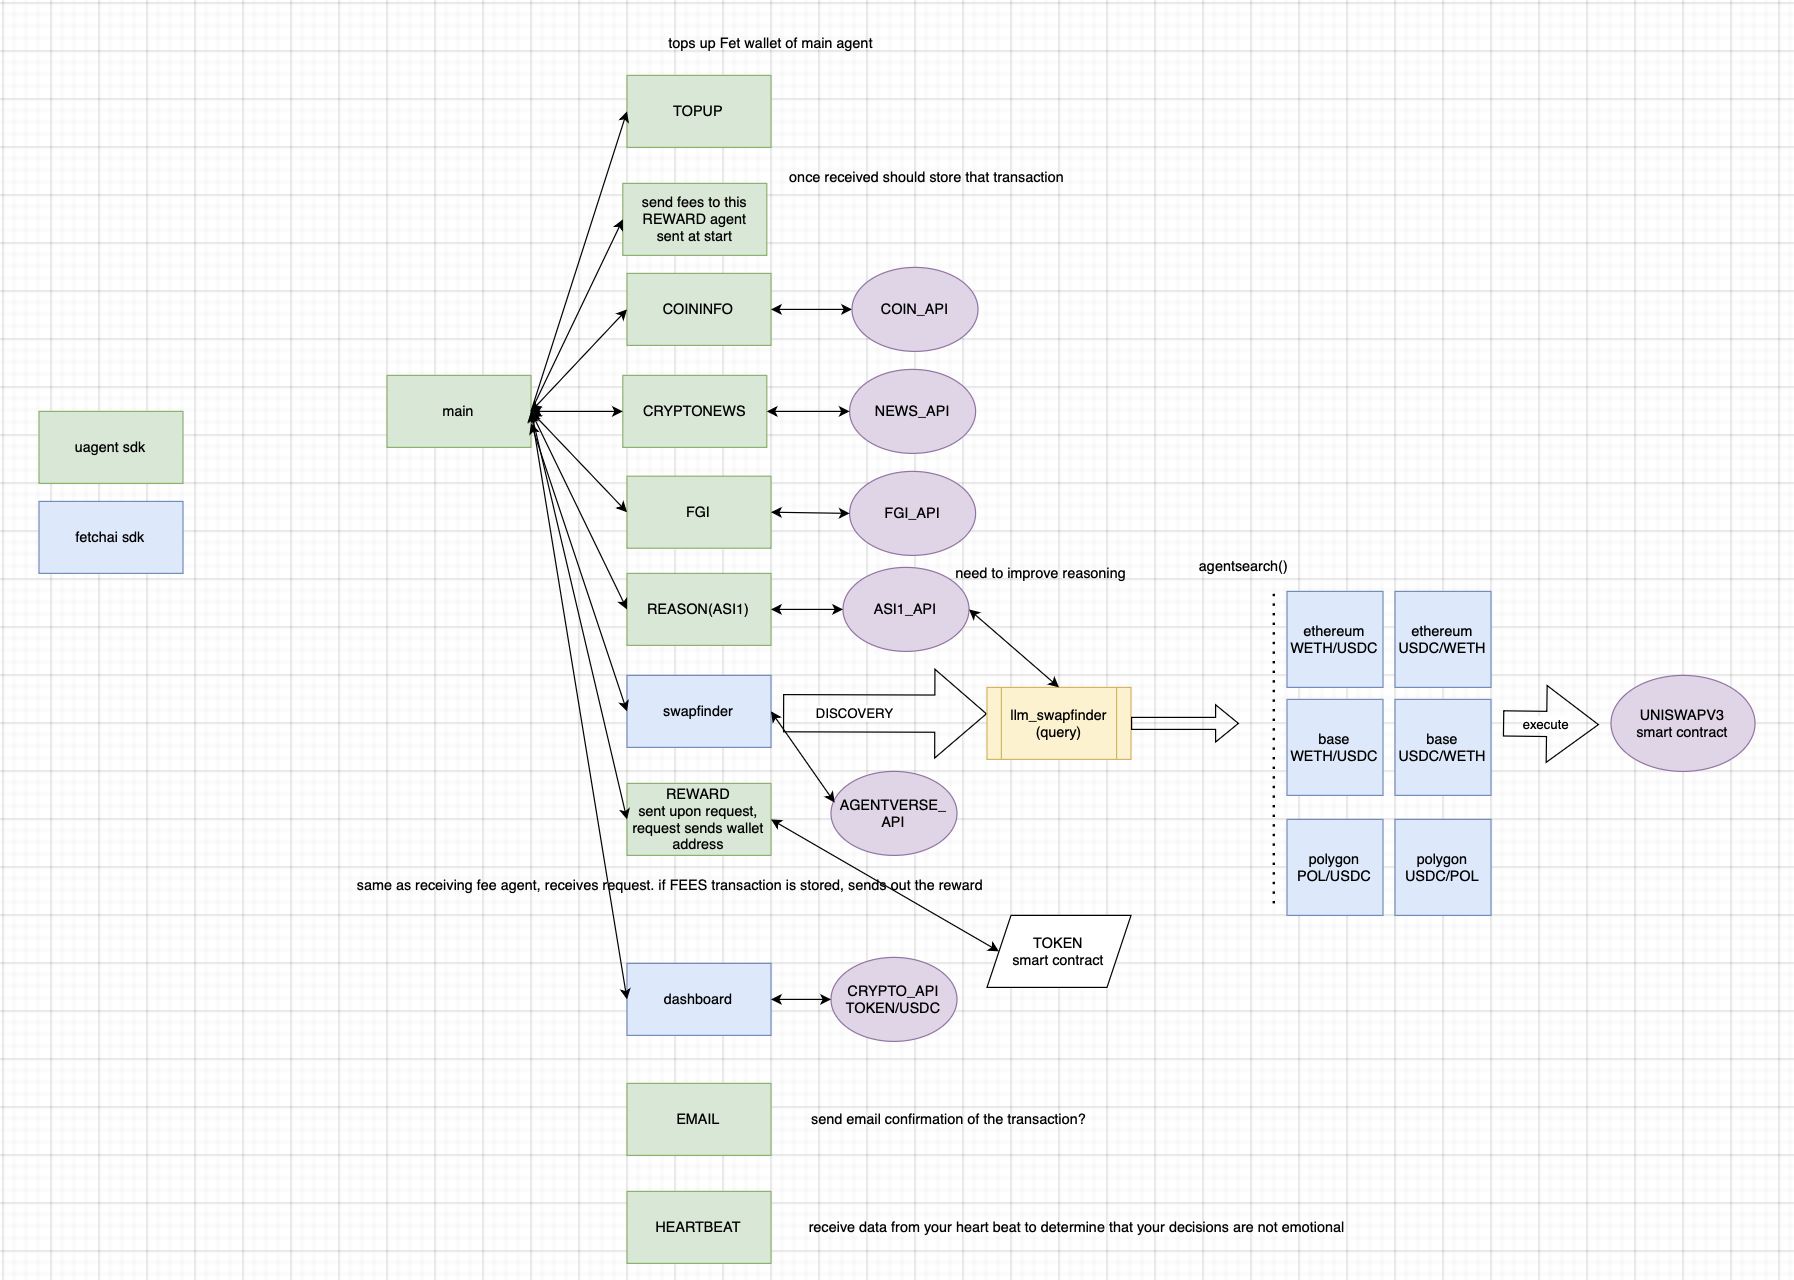 tops up Fet wallet of main agent
TOPUP
once received should store that transaction
send fees to this
REWARD agent
sent at start
COININFO
COIN_API
main
CRYPTONEWS
NEWS_API
uagent sdk
fetchai sdk
FGI
FGI_API
need to improve reasoning
REASON(ASI1)
ASI1_API
agentsearch()
ethereum
WETH/USDC
ethereum
USDC/WETH
swapfinder
DISCOVERY
llm_swapfinder
(query)
base
WETH/USDC
base
USDC/WETH
execute
UNISWAPV3
smart contract
REWARD
sent upon request,
request sends wallet
address
AGENTVERSE_
API
polygon
POL/USDC
polygon
USDC/POL
same as receiving fee agent, receives request. if FEES transaction is stored, sends out the reward
TOKEN
smart contract
dashboard
CRYPTO_API
TOKEN/USDC
EMAIL
send email confirmation of the transaction?
HEARTBEAT
receive data from your heart beat to determine that your decisions are not emotional